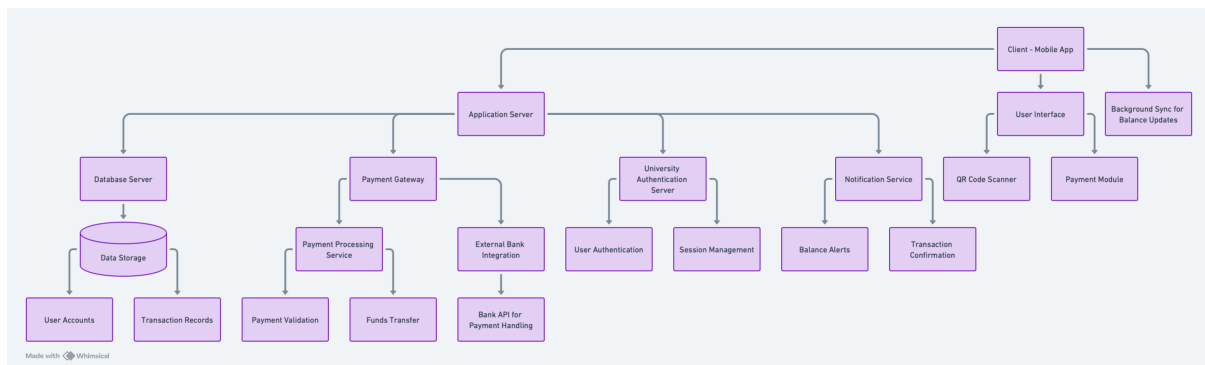 Client - Mobile App
Application Server
User Interface
Background Sync for
Balance Updates
Database Server
Payment Gateway
University
Authentication
Server
Notification Service
QR Code Scanner
Payment Module
Data Storage
Payment Processing
Service
External Bank
Integration
User Authentication
Session Management
Balance Alerts
Transaction
Confirmation
User Accounts
Transaction Records
Payment Validation
Funds Transfer
Bank API for
Payment Handling
Made with Whimsical